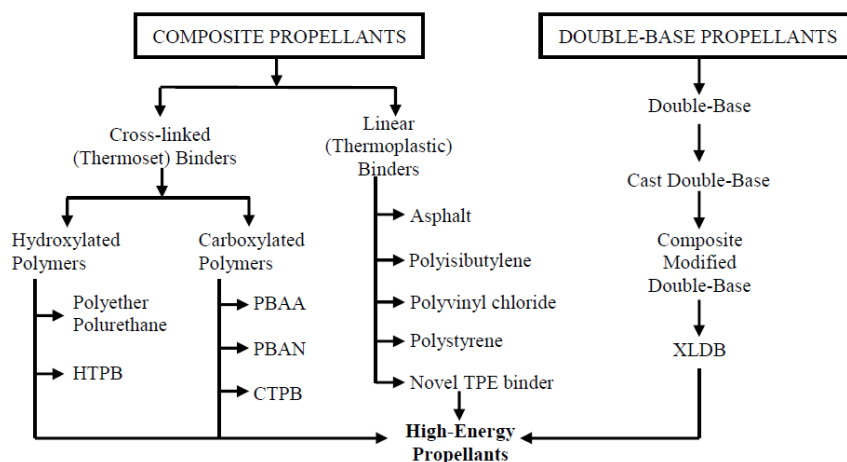 COMPOSITE PROPELLANTS
DOUBLE-BASE PROPELLANTS
Cross-linked
(Thermoset) Binders
Linear
(Thermoplastic)
Binders
Hydroxylated
Polymers
Polyether
Polurethane
HTPB
Carboxylated
Polymers
PBAA
PBAN
CTPB
Asphalt
Polyisibutylene
Polyvinyl chloride
Polystyrene
Novel TPE binder
Double-Base
Cast Double-Base
Composite
Modified
Double-Base
XLDB
High-Energy
Propellants